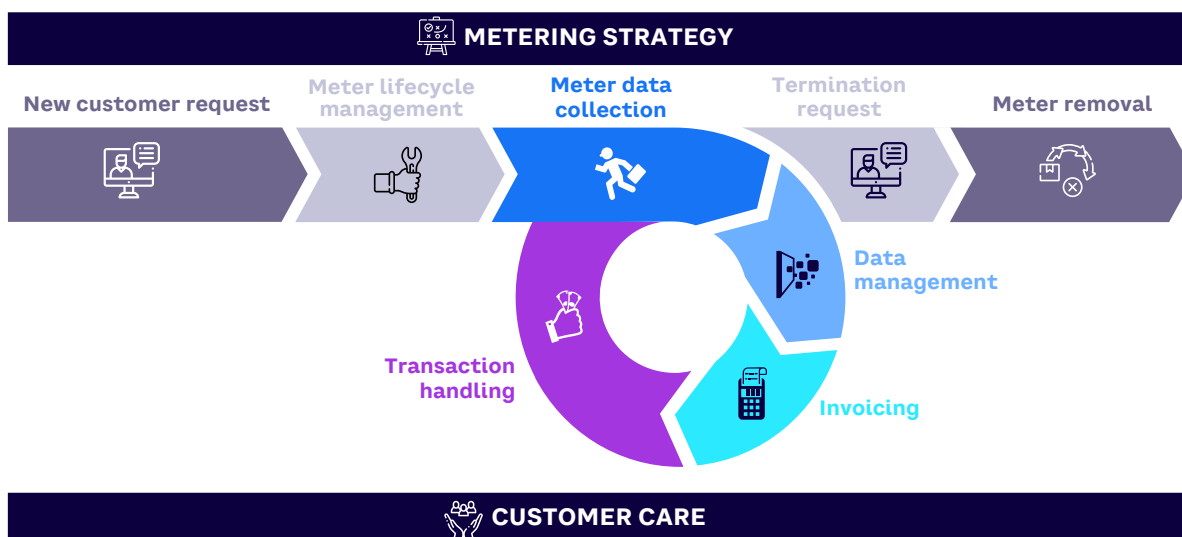 METERING STRATEGY
New customer request
Meter lifecycle
management
Meter data
collection
Termination
request
Meter removal
Data
management
Transaction
handling
Invoicing
CUSTOMER CARE